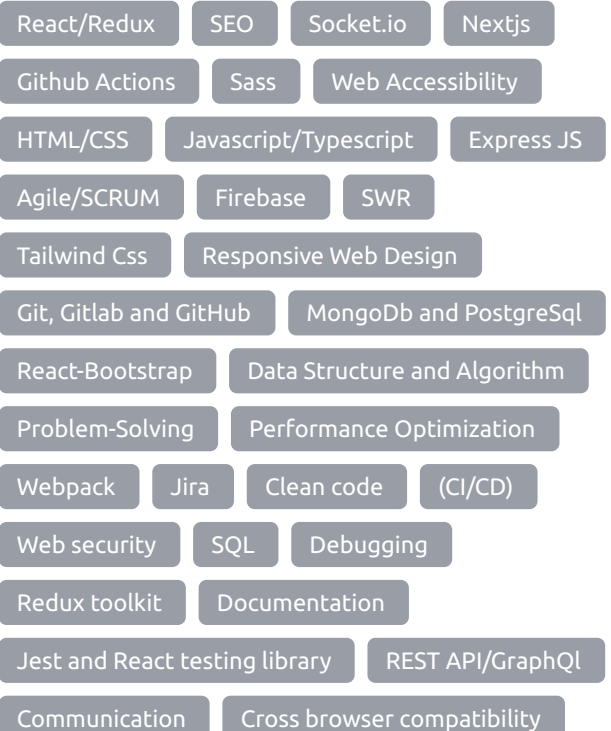 React/Redux SEO Socket.io Nextjs
Github Actions Sass Web Accessibility
HTML/CSS Javascript/Typescript Express JS
Agile/SCRUM Firebase SWR
Tailwind Css Responsive Web Design
Git, Gitlab and GitHub MongoDb and PostgreSql
React-Bootstrap Data Structure and Algorithm
Problem-Solving Performance Optimization
Webpack Jira Clean code (CI/CD)
Web security SQL Debugging
Redux toolkit Documentation
Jest and React testing library REST API/GraphQl
Communication Cross browser compatibility